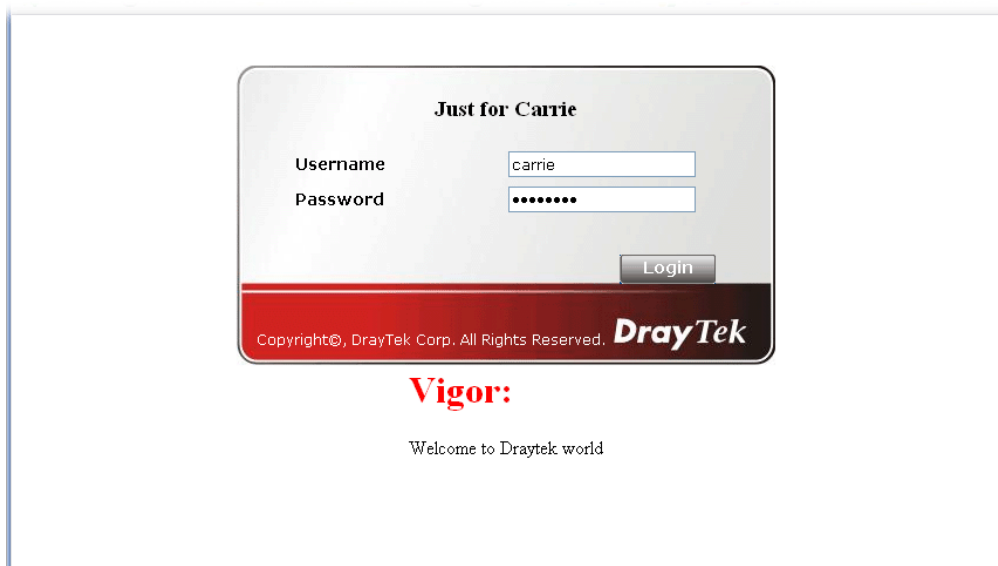 Just for Carrie
Username carrie
Password ••••••••
Login
Copyright©, DrayTek Corp. All Rights Reserved. DrayTek
Vigor:
Welcome to Draytek world